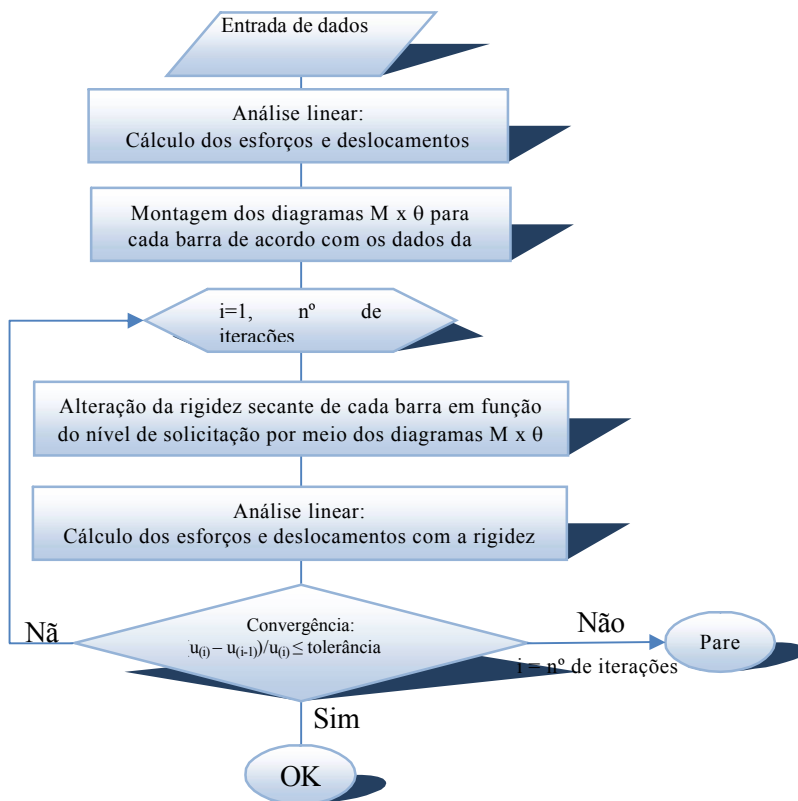 Entrada de dados
Análise linear:
Cálculo dos esforços e deslocamentos
Montagem dos diagramas M x θ para
cada barra de acordo com os dados da
i=1, nº de
iterações
Alteração da rigidez secante de cada barra em função
do nível de solicitação por meio dos diagramas M x θ
Análise linear:
Cálculo dos esforços e deslocamentos com a rigidez
Convergência:
u(i) – u(i-1))/u(i) ≤ tolerância
Nã
Não
i = nº de iterações
Pare
Sim
OK